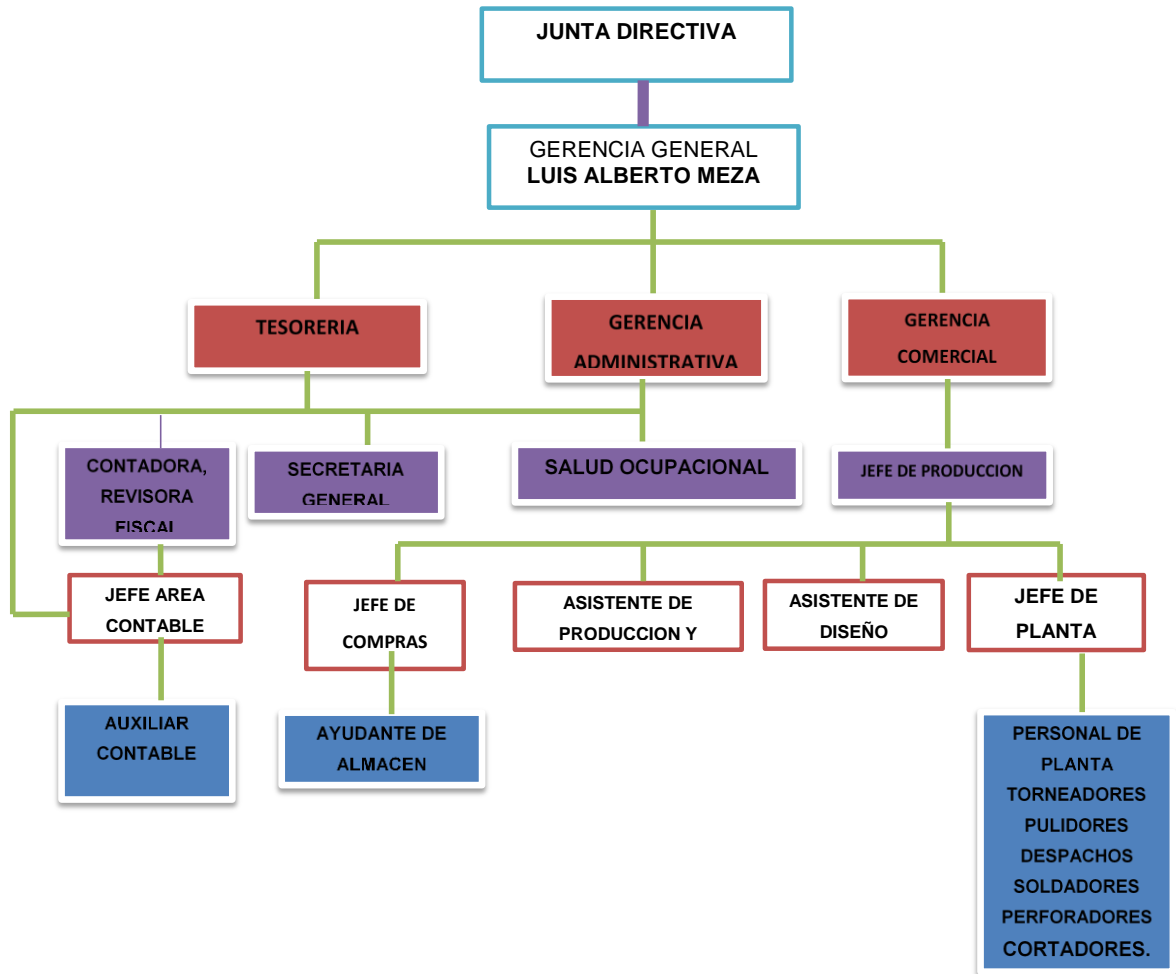 JUNTA DIRECTIVA
GERENCIA GENERAL
LUIS ALBERTO MEZA
TESORERIA
GERENCIA
ADMINISTRATIVA
GERENCIA
COMERCIAL
CONTADORA,
REVISORA
FISCAL
SECRETARIA
GENERAL
SALUD OCUPACIONAL
JEFE DE PRODUCCION
JEFE AREA
CONTABLE
JEFE DE
COMPRAS
ASISTENTE DE
PRODUCCION Y
ASISTENTE DE
DISEÑO
JEFE DE
PLANTA
AUXILIAR
CONTABLE
AYUDANTE DE
ALMACEN
PERSONAL DE
PLANTA
TORNEADORES
PULIDORES
DESPACHOS
SOLDADORES
PERFORADORES
CORTADORES.